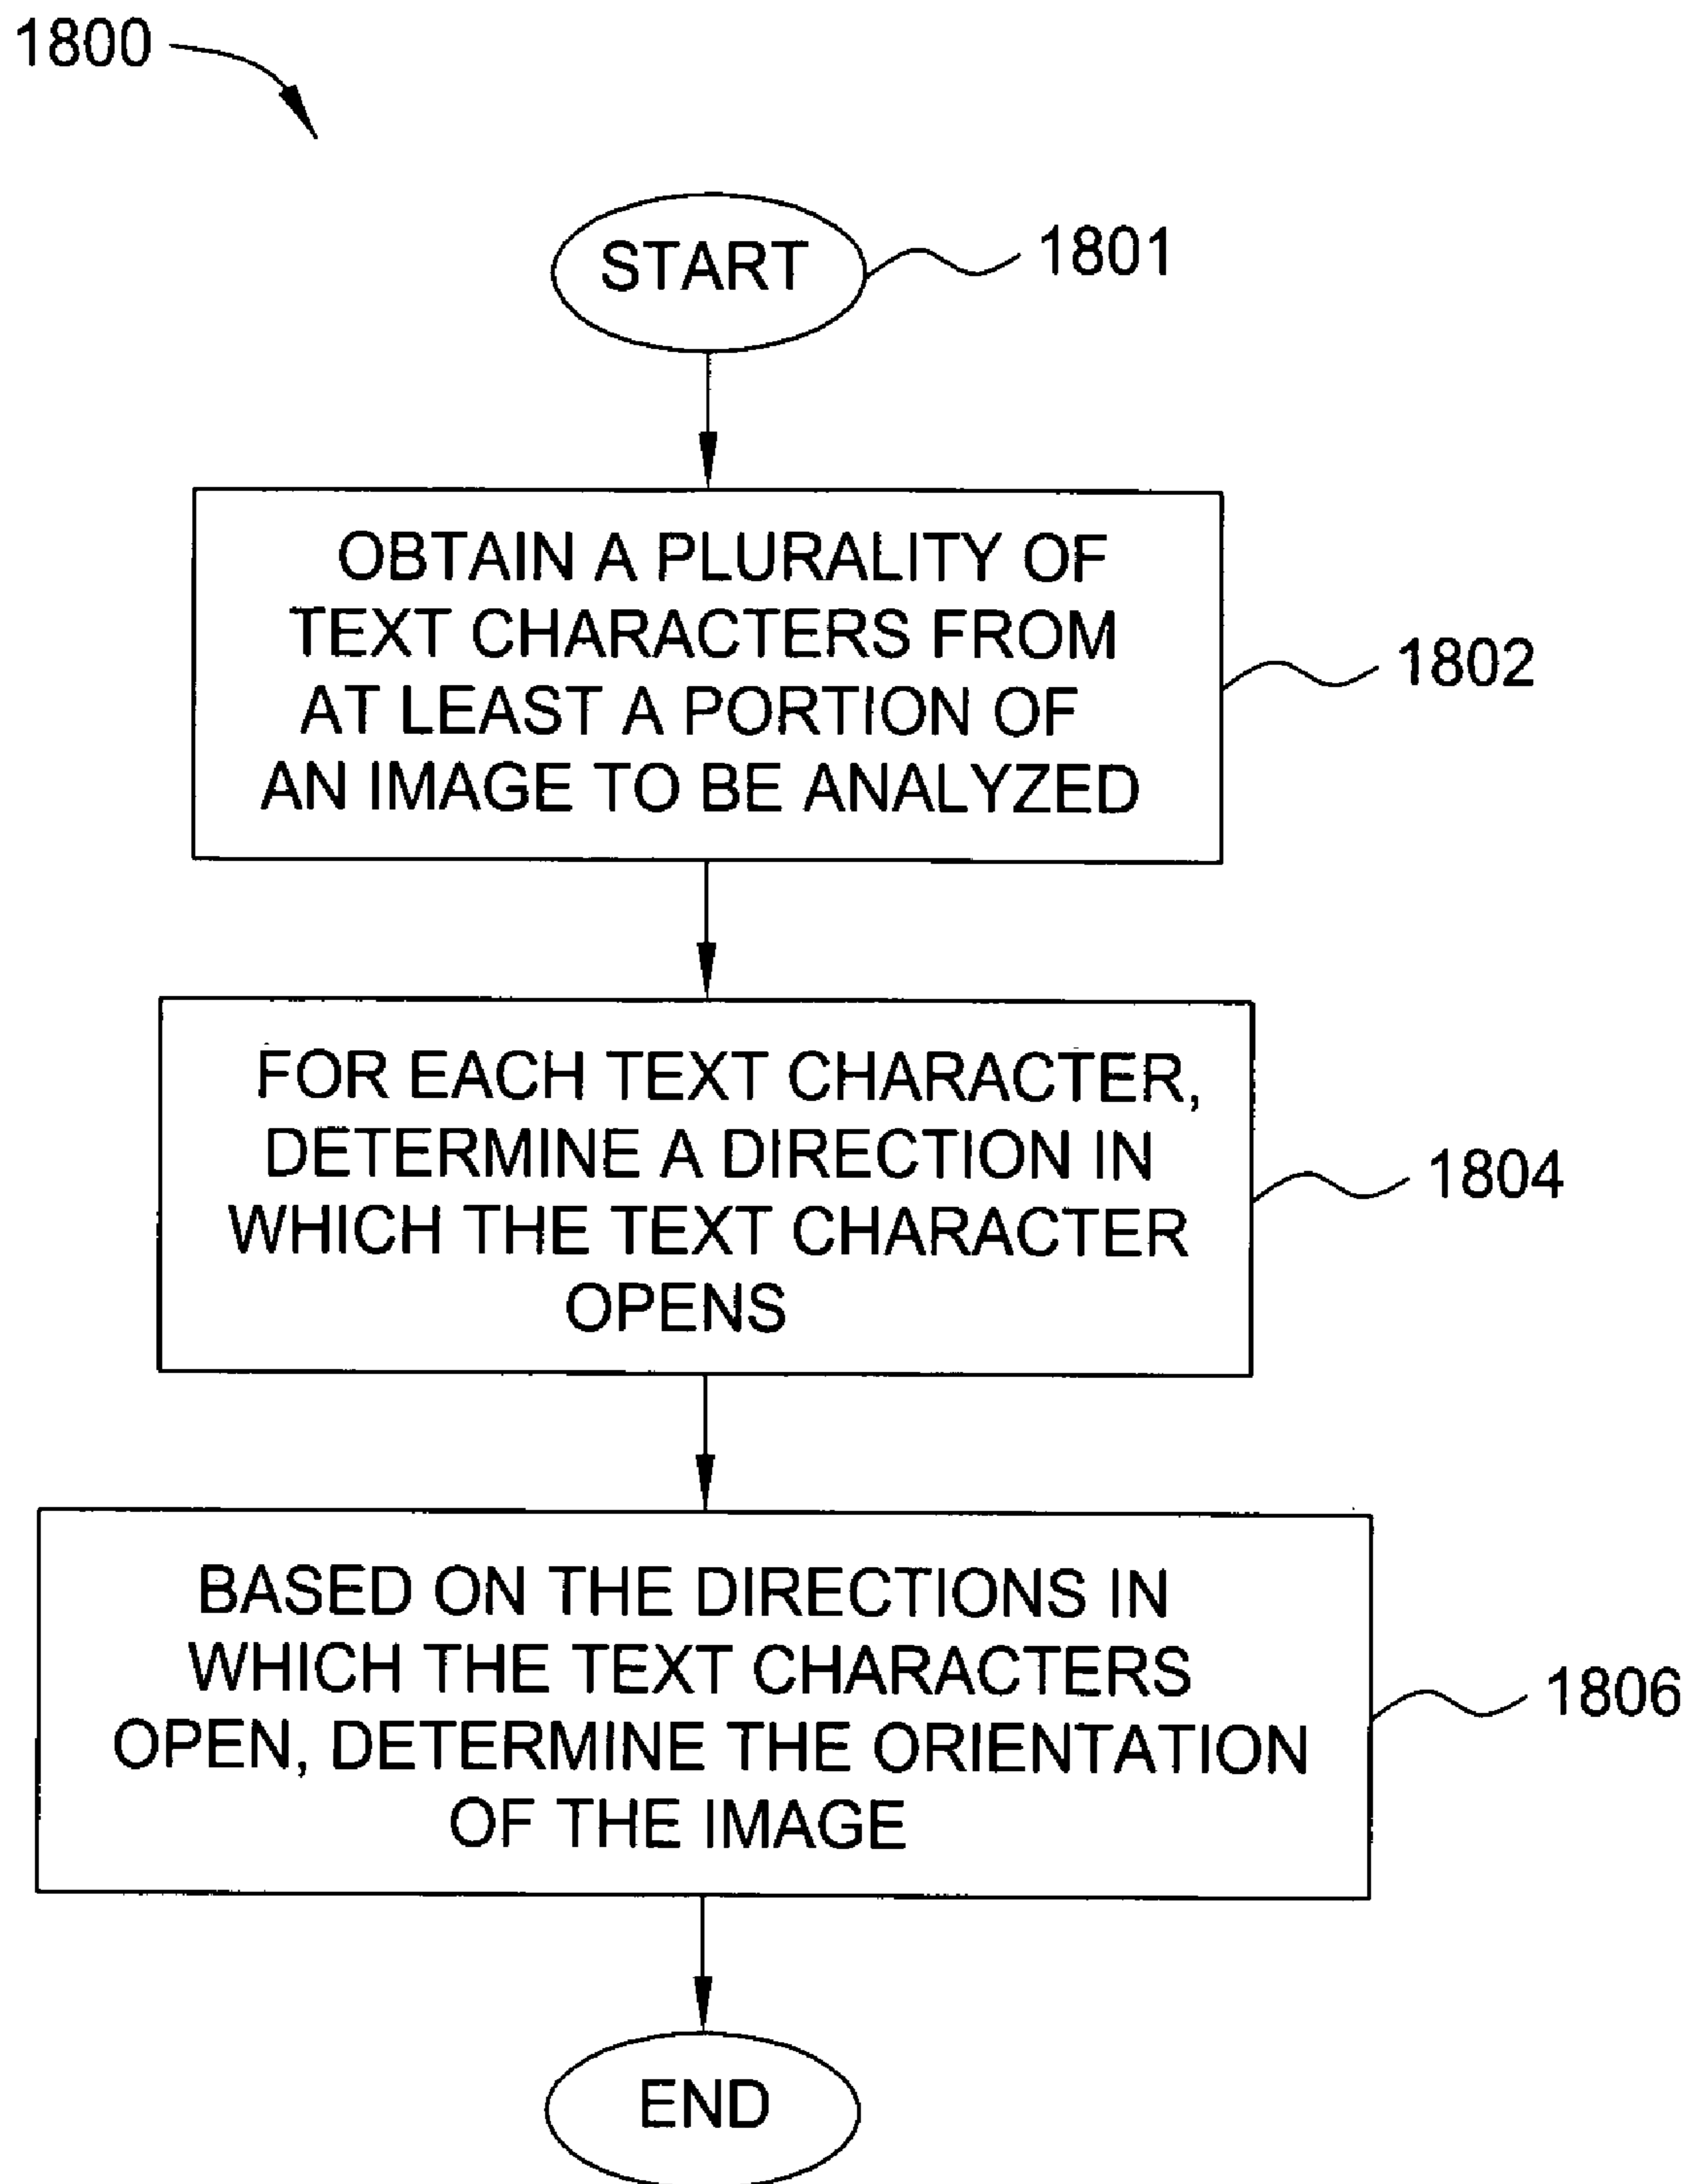 1800
START
1801
OBTAIN A PLURALITY OF
TEXT CHARACTERS FROM
AT LEAST A PORTION OF
AN IMAGE TO BE ANALYZED
1802
FOR EACH TEXT CHARACTER,
DETERMINE A DIRECTION IN
WHICH THE TEXT CHARACTER
OPENS
1804
BASED ON THE DIRECTIONS IN
WHICH THE TEXT CHARACTERS
OPEN, DETERMINE THE ORIENTATION
OF THE IMAGE
1806
END